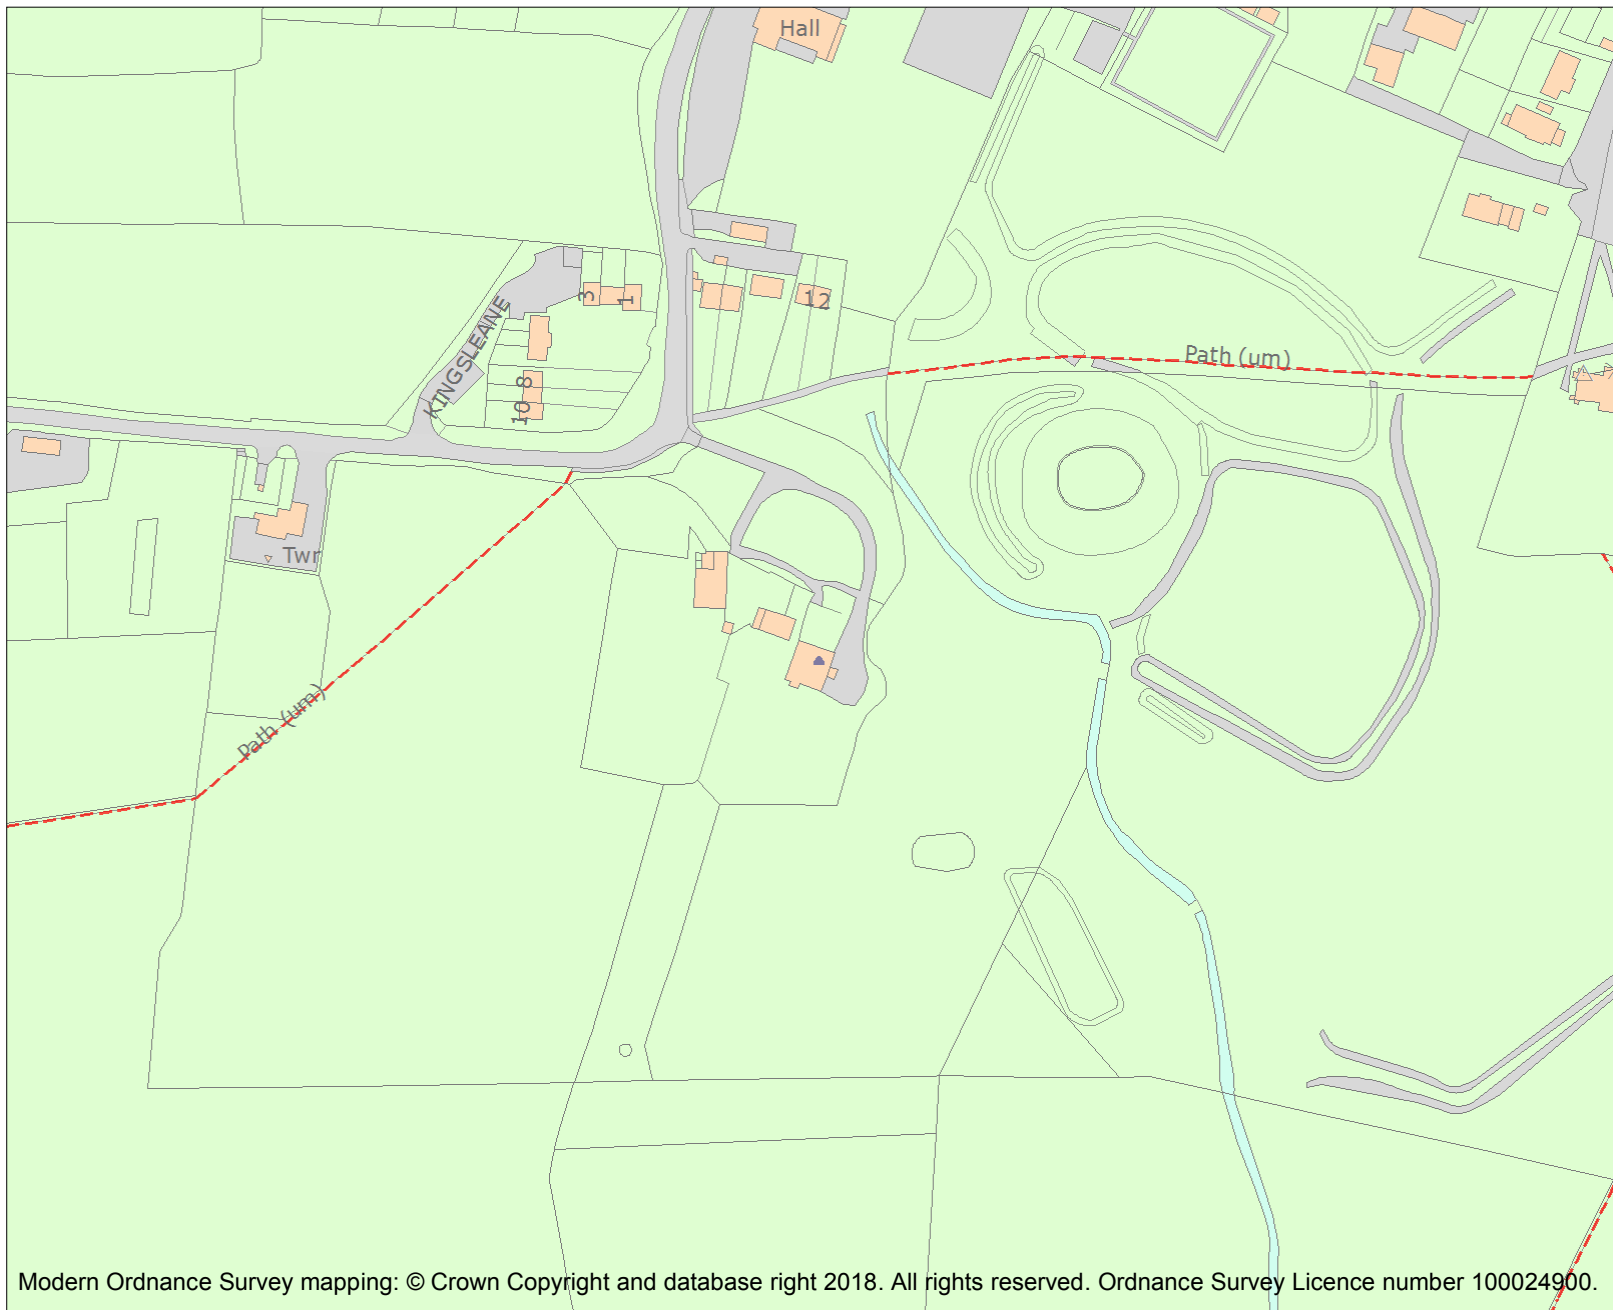 Hall
3
1
12
KINGSLEANE
Path (um)
8
10
Twr
Path (um)
Modern Ordnance Survey mapping: © Crown Copyright and database right 2018. All rights reserved. Ordnance Survey Licence number 100024900.